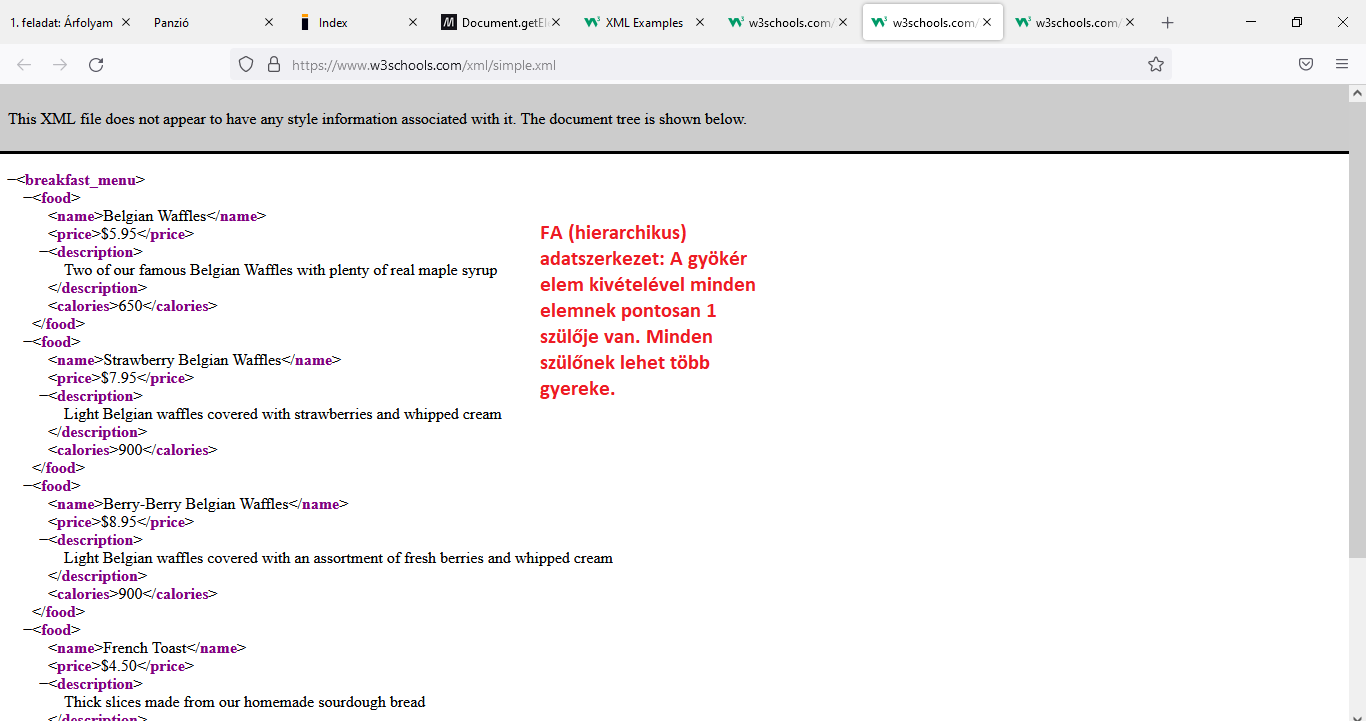 1. feladat: Árfolyam
Panzió
Index
Document.getEl
XML Examples
w3schools.com/
w3schools.com/
w3schools.com/
https://www.w3schools.com/xml/simple.xml
This XML file does not appear to have any style information associated with it. The document tree is shown below.
−<breakfast_menu>
−<food>
<name>Belgian Waffles</name>
<price>$5.95</price>
−<description>
Two of our famous Belgian Waffles with plenty of real maple syrup
</description>
<calories>650</calories>
</food>
−<food>
<name>Strawberry Belgian Waffles</name>
<price>$7.95</price>
−<description>
Light Belgian waffles covered with strawberries and whipped cream
</description>
<calories>900</calories>
</food>
−<food>
<name>Berry-Berry Belgian Waffles</name>
<price>$8.95</price>
−<description>
Light Belgian waffles covered with an assortment of fresh berries and whipped cream
</description>
<calories>900</calories>
</food>
−<food>
<name>French Toast</name>
<price>$4.50</price>
−<description>
Thick slices made from our homemade sourdough bread
</description>
FA (hierarchikus)
adatszerkezet: A gyökér
elem kivételével minden
elemnek pontosan 1
szülője van. Minden
szülőnek lehet több
gyereke.